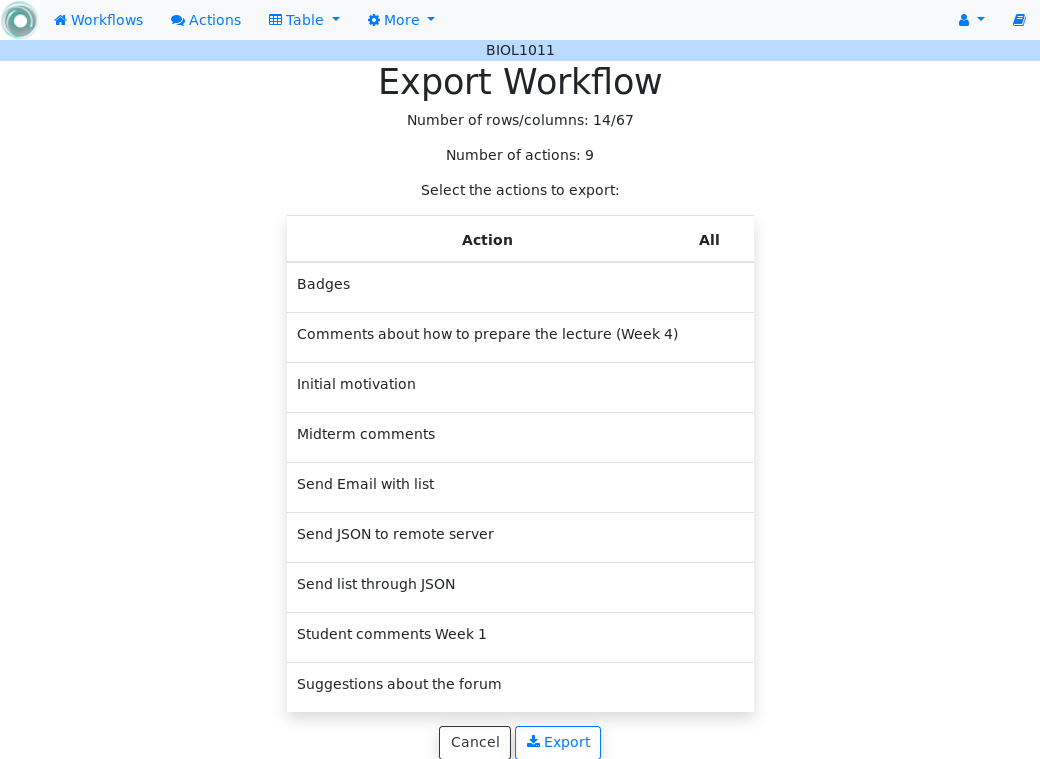 Workflows Actions Table More
BIOL1011
Export Workflow
Number of rows/columns: 14/67
Number of actions: 9
Select the actions to export:
Action All
Badges
Comments about how to prepare the lecture (Week 4)
Initial motivation
Midterm comments
Send Email with list
Send JSON to remote server
Send list through JSON
Student comments Week 1
Suggestions about the forum
Cancel Export